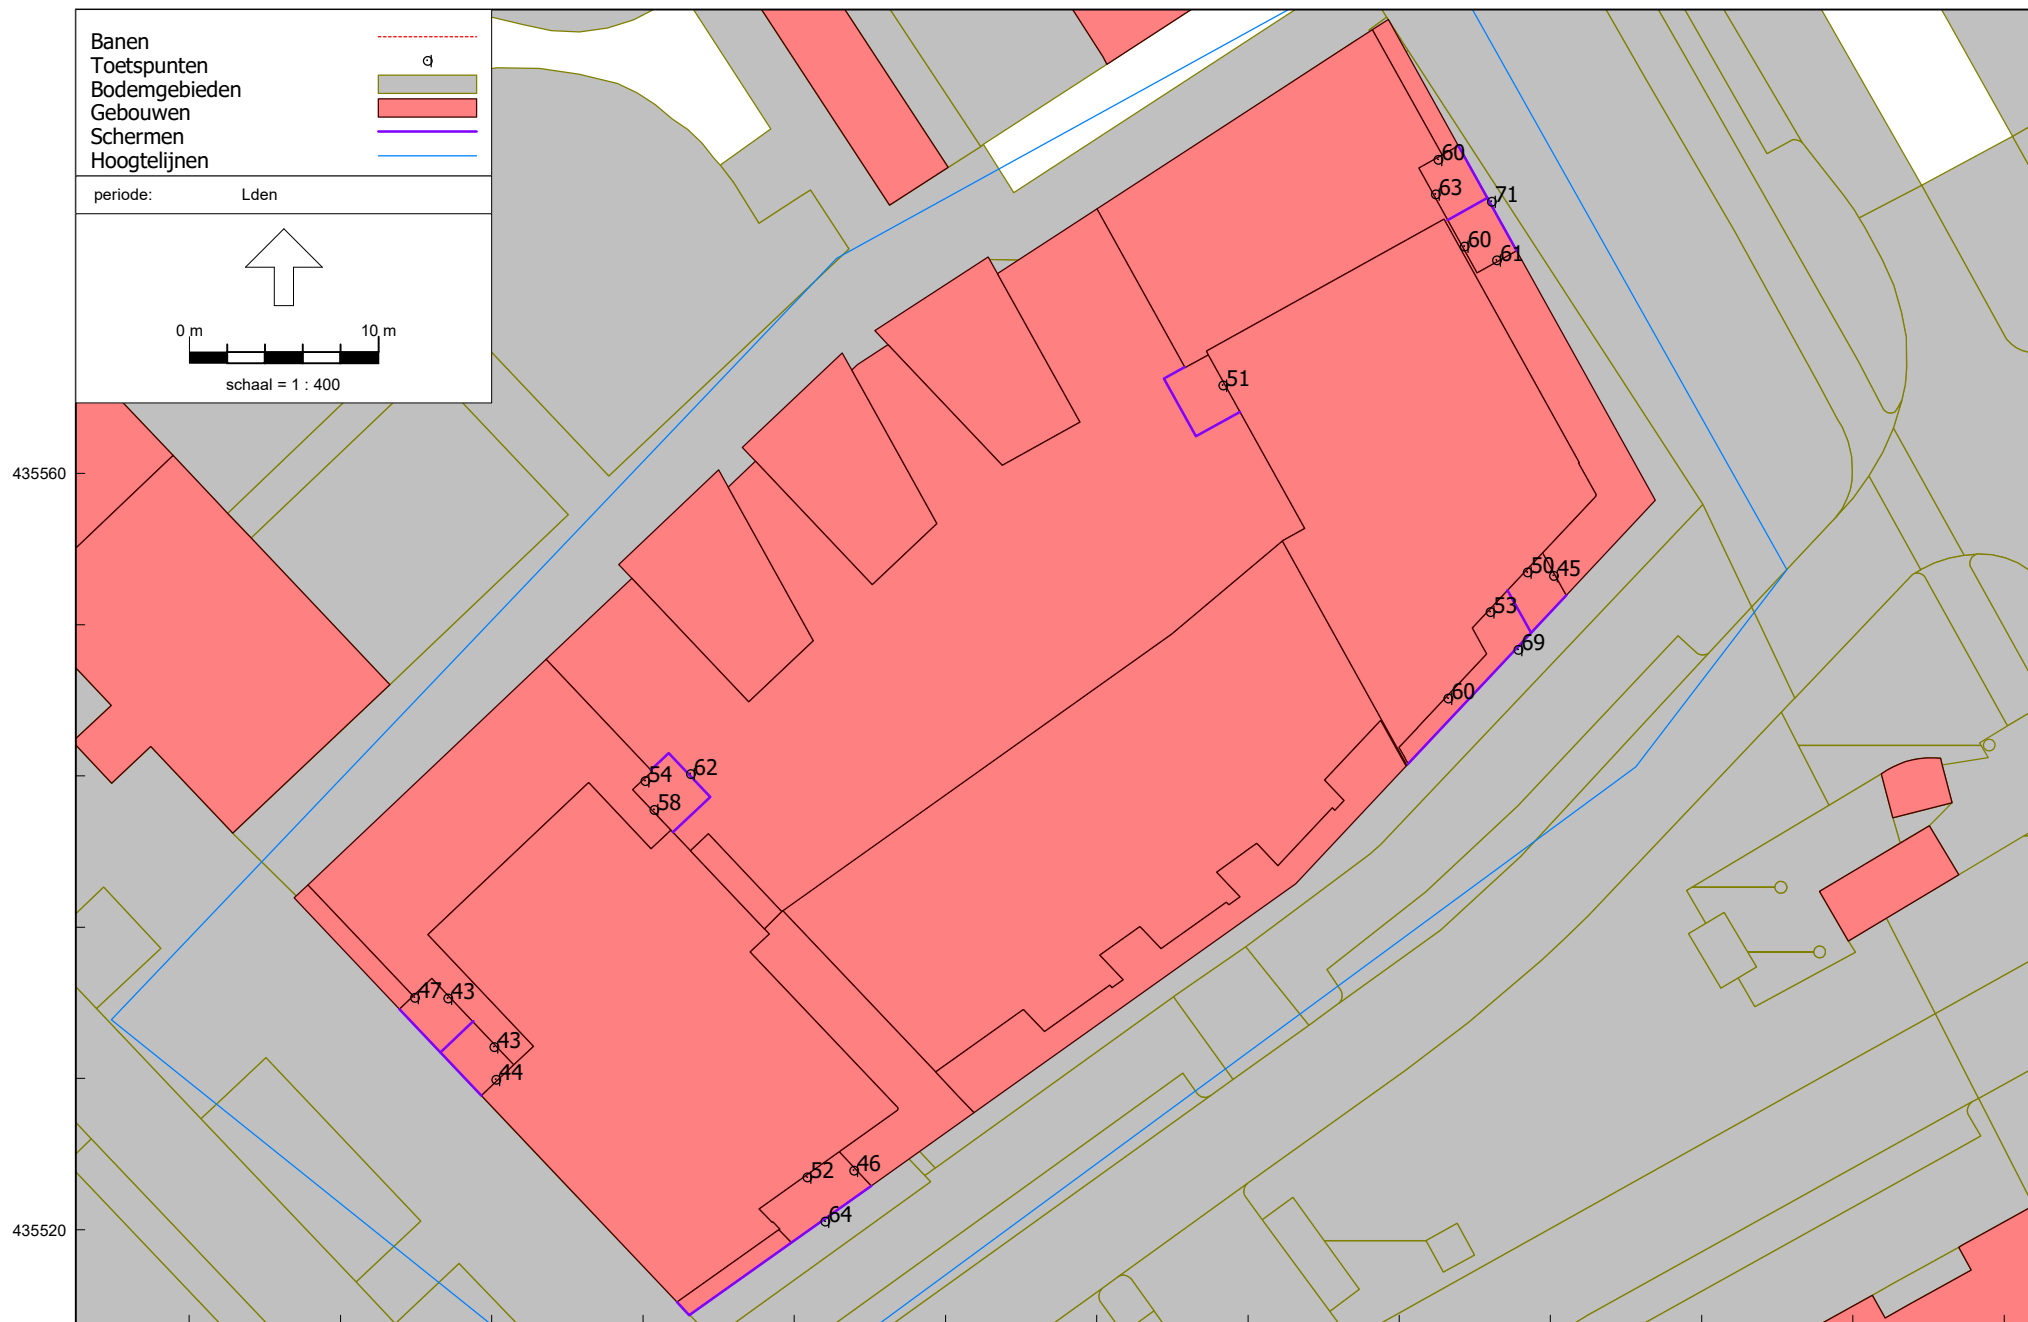 Banen
Toetspunten
Bodemgebieden
Gebouwen
Schermen
Hoogtelijnen
periode: Lden
0 m 10 m
schaal = 1 : 400
60
63
71
60
61
51
435560
50 45
53
69
60
54 62
58
47 43
43
44
52 46
64
435520